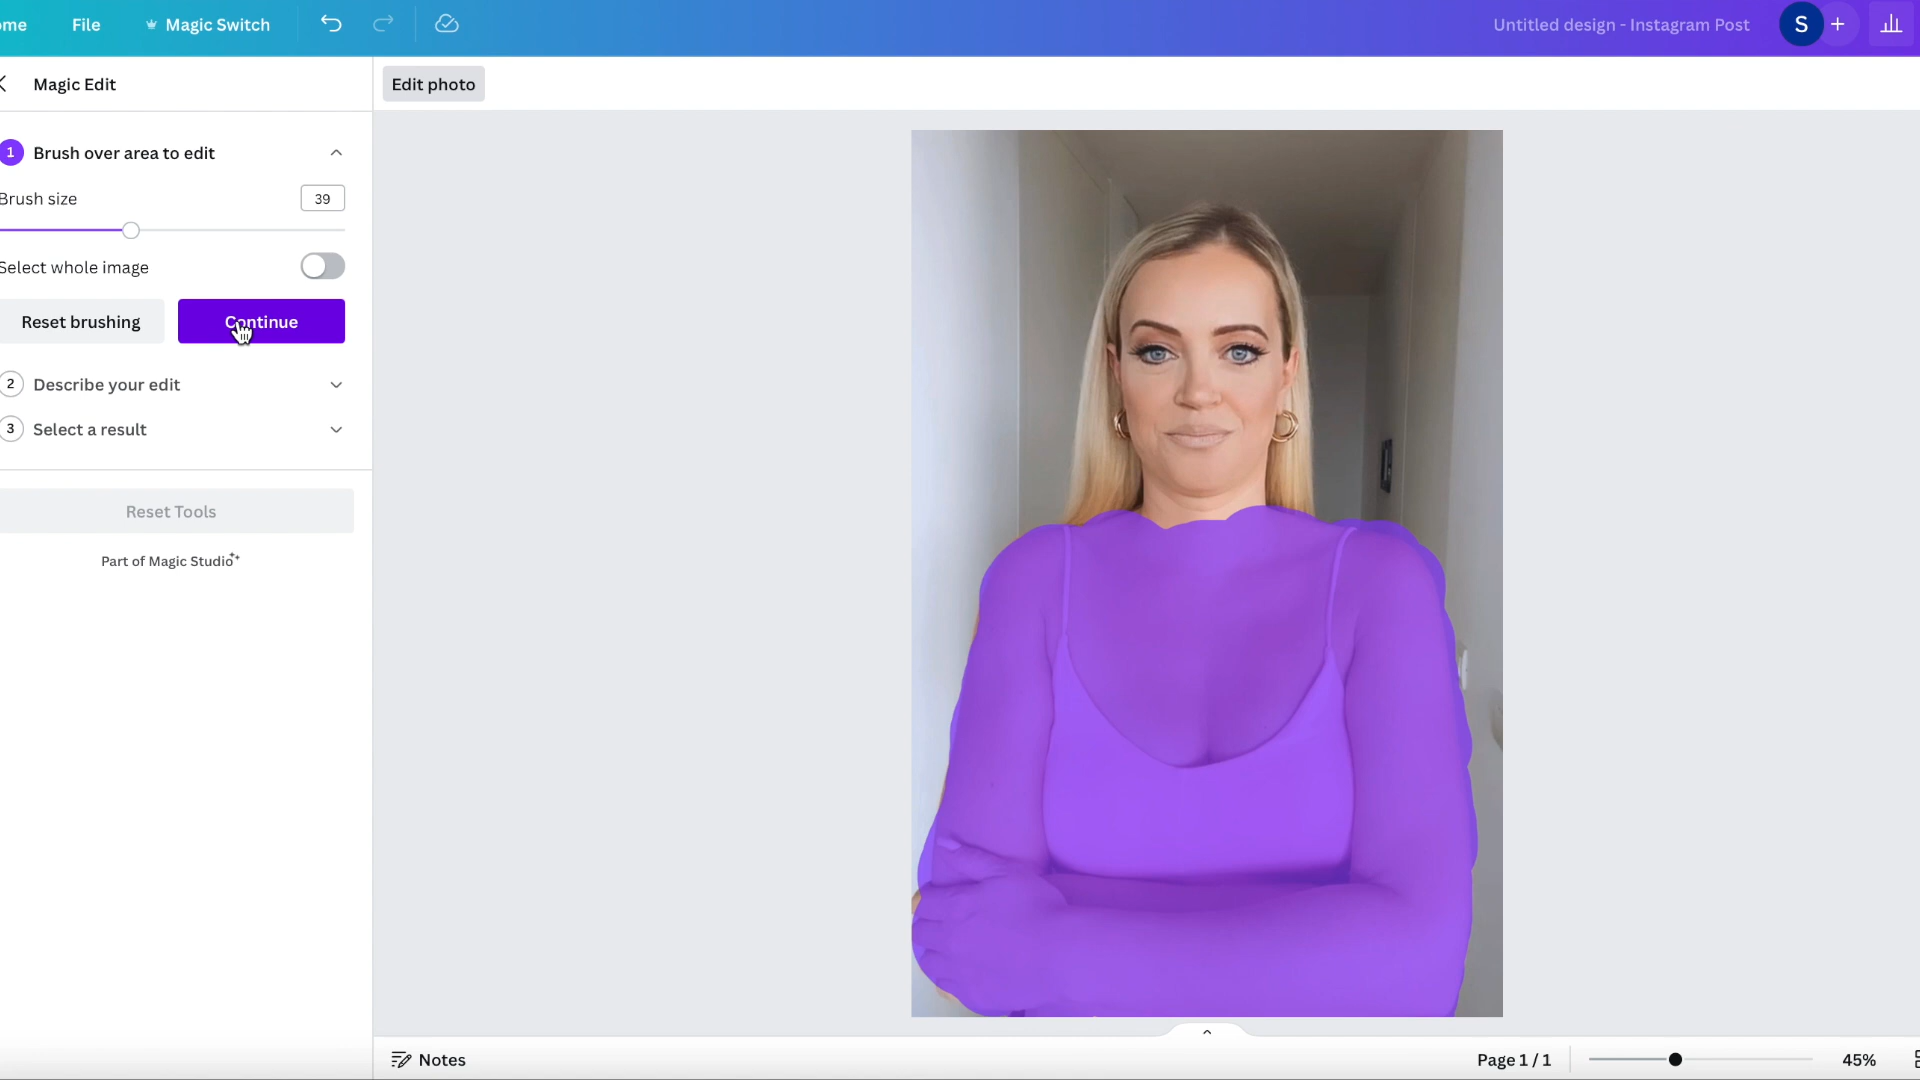 ome File Magic Switch Untitled design - Instagram Post S +
Magic Edit Edit photo
1 Brush over area to edit
Brush size 39
Select whole image
Reset brushing Continue
2 Describe your edit
3 Select a result
Reset Tools
Part of Magic Studio
Notes Page 1 / 1 45%